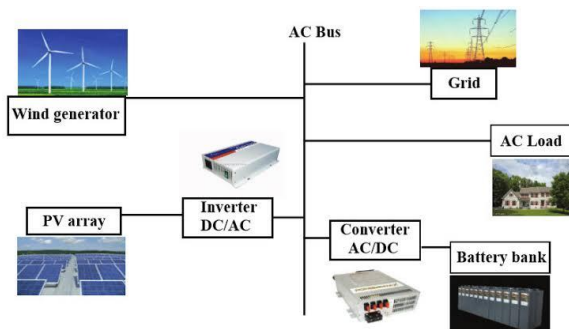 AC Bus
Grid
Wind generator
AC Load
Inverter
DC/AC
PV array
Converter
AC/DC
Battery bank